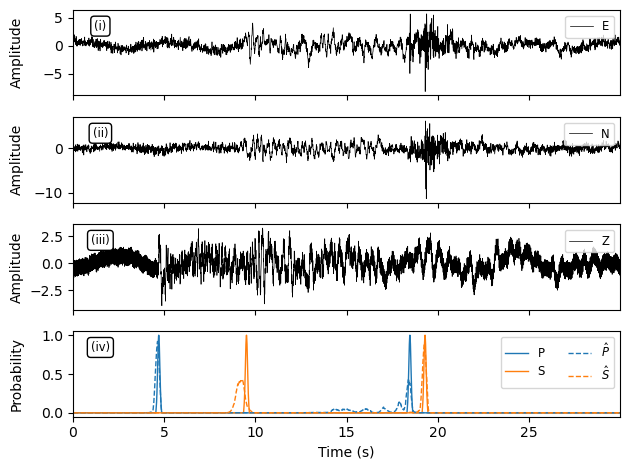 Amplitude
5
0
−5
(i)
E
Amplitude
0
−10
(ii)
N
Amplitude
2.5
0.0
−2.5
(iii)
Z
Probability
1.0
0.5
0.0
(iv)
P P̂
S Ŝ
0 5 10 15 20 25
Time (s)